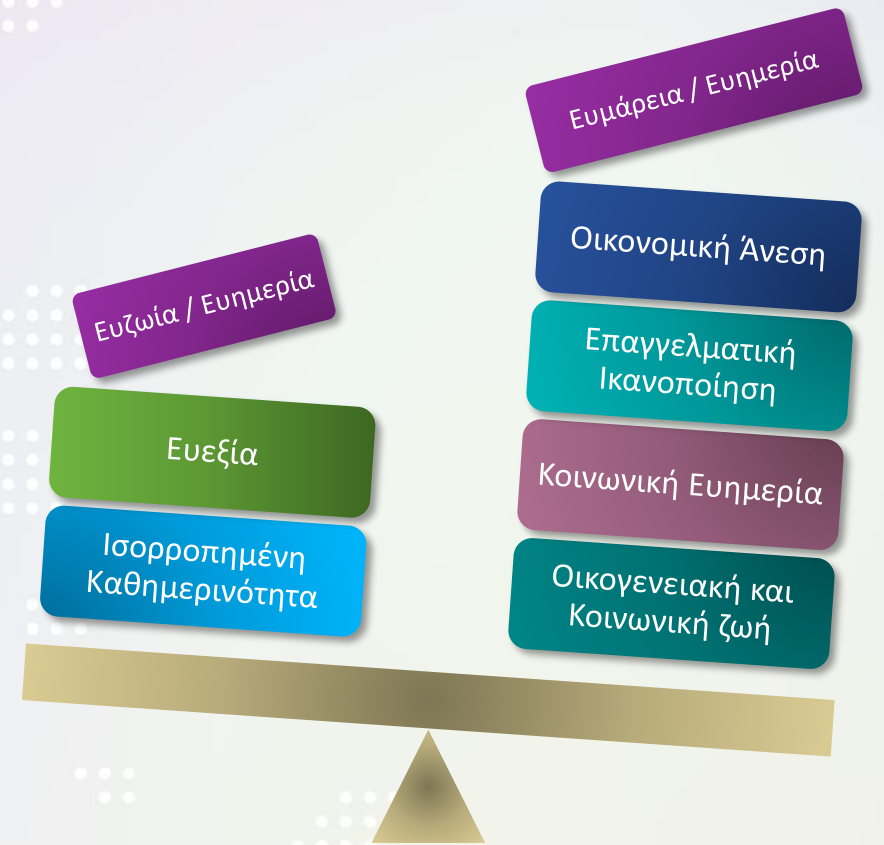 Ευζωία / Ευημερία
Ευεξία
Ισορροπημένη
Καθημερινότητα
Ευμάρεια / Ευημερία
Οικονομική Άνεση
Επαγγελματική
Ικανοποίηση
Κοινωνική Ευημερία
Οικογενειακή και
Κοινωνική ζωή